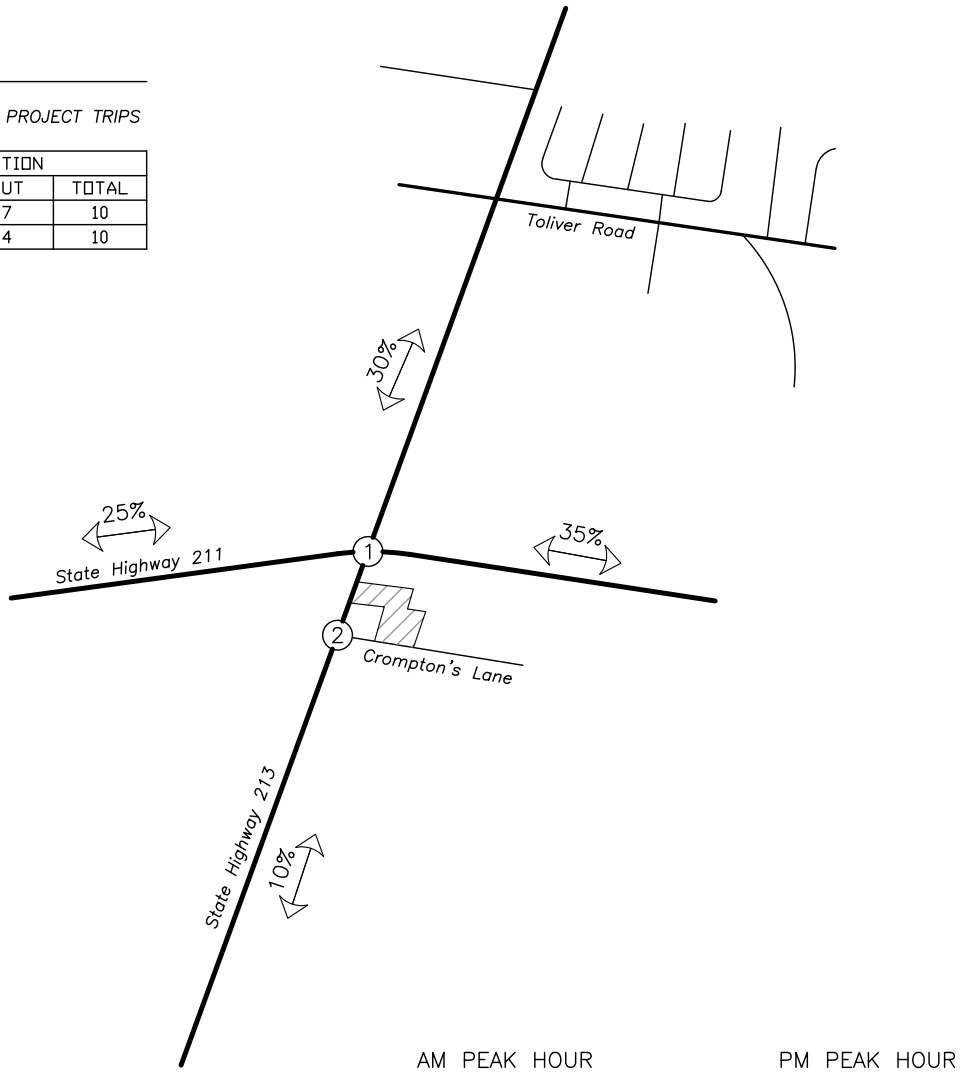 PROJECT TRIPS
TION
UT TOTAL
7 10
4 10
Toliver Road
30%
25%
35%
State Highway 211
1
2
Crompton's Lane
State Highway 213
10%
AM PEAK HOUR PM PEAK HOUR